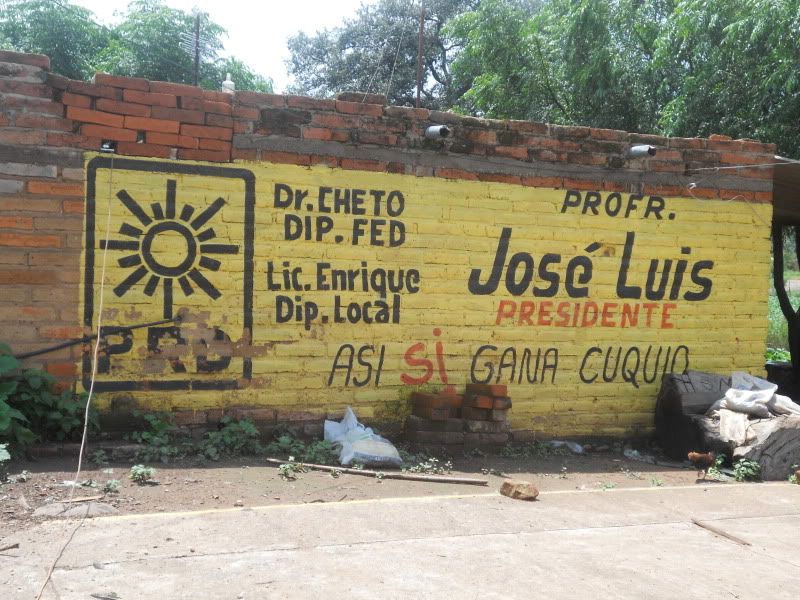 PRD
Dr. CHETO
DIP. FED
Lic. Enrique
Dip. Local
PROFR.
José Luis
PRESIDENTE
ASI SI GANA CUQUIO